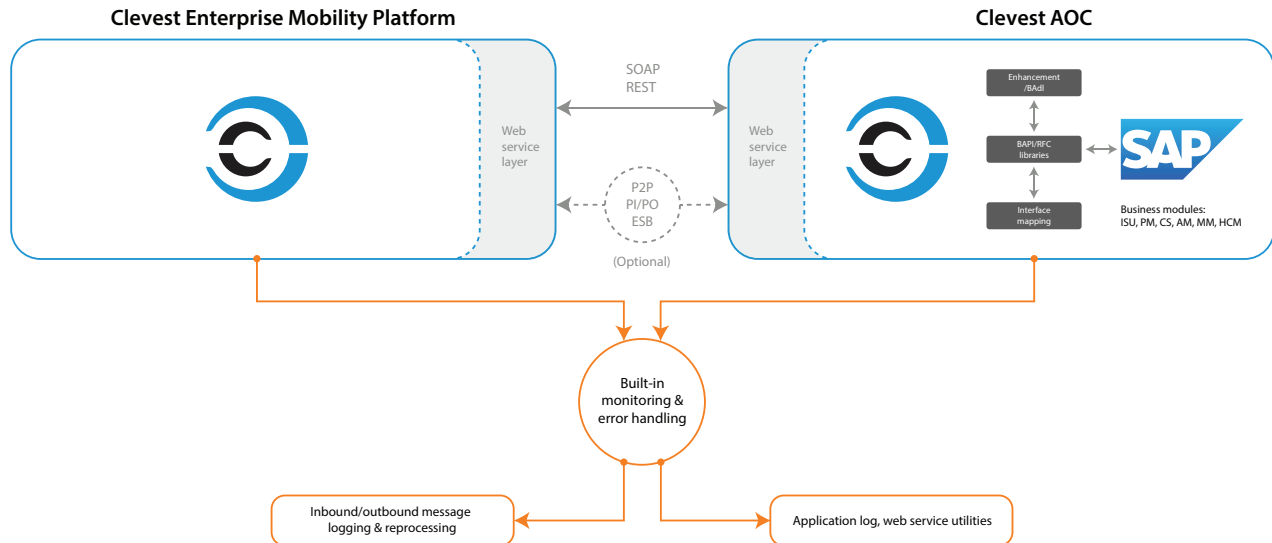 Clevest Enterprise Mobility Platform
Clevest AOC
Web
service
layer
SOAP
REST
P2P
PI/PO
ESB
(Optional)
Web
service
layer
Enhancement
/BAdI
BAPI/RFC
libraries
Interface
mapping
SAP
Business modules:
ISU, PM, CS, AM, MM, HCM
Built-in
monitoring &
error handling
Inbound/outbound message
logging & reprocessing
Application log, web service utilities